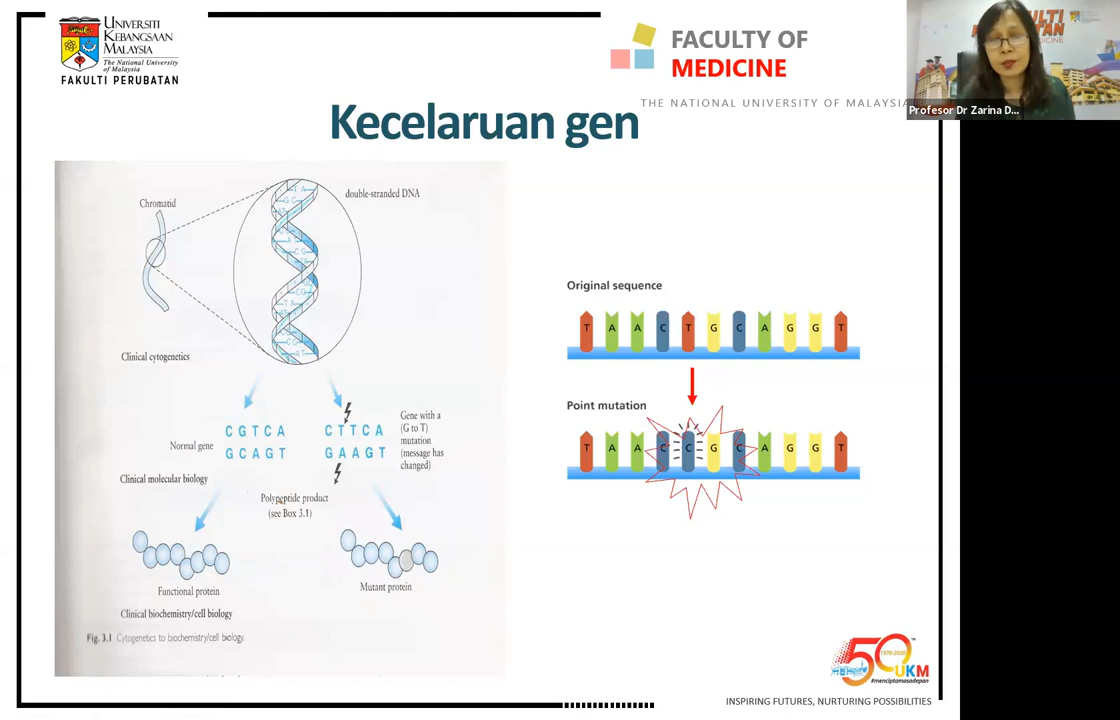 UNIVERSITI
KEBANGSAAN
MALAYSIA
The National University
of Malaysia
FAKULTI PERUBATAN
FACULTY OF
MEDICINE
THE NATIONAL UNIVERSITY OF MALAYSIA
Profesor Dr Zarina D...
Kecelaruan gen
Chromatid
double-stranded DNA
Clinical cytogenetics
Normal gene
C G T C A
G C A G T
C T T C A
G A A G T
Gene with a
(G to T)
mutation
(message has
changed)
Clinical molecular biology
Polypeptide product
(see Box 3.1)
Functional protein
Mutant protein
Clinical biochemistry/cell biology
Fig. 3.1 Cytogenetics to biochemistry/cell biology.
Original sequence
T A A C T G C A G G T
Point mutation
T A A C C G C A G G T
50
1970-2020
UKM
#menciptamasadepan
INSPIRING FUTURES, NURTURING POSSIBILITIES